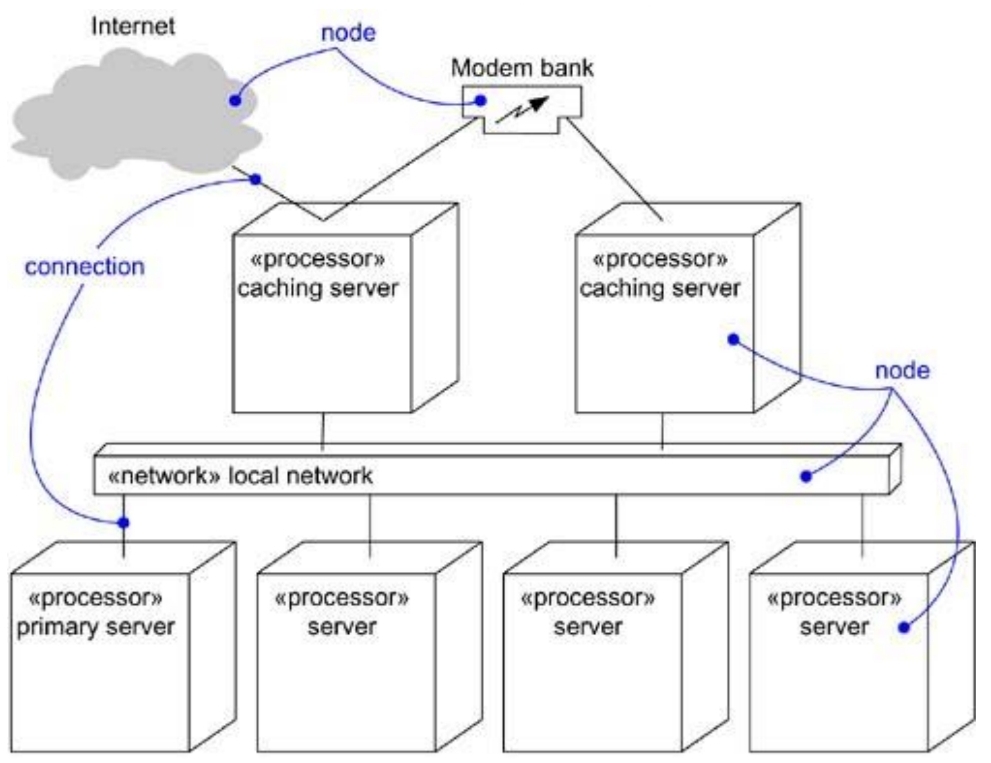 Internet
node
Modem bank
connection
«processor»
caching server
«processor»
caching server
node
«network» local network
«processor»
primary server
«processor»
server
«processor»
server
«processor»
server